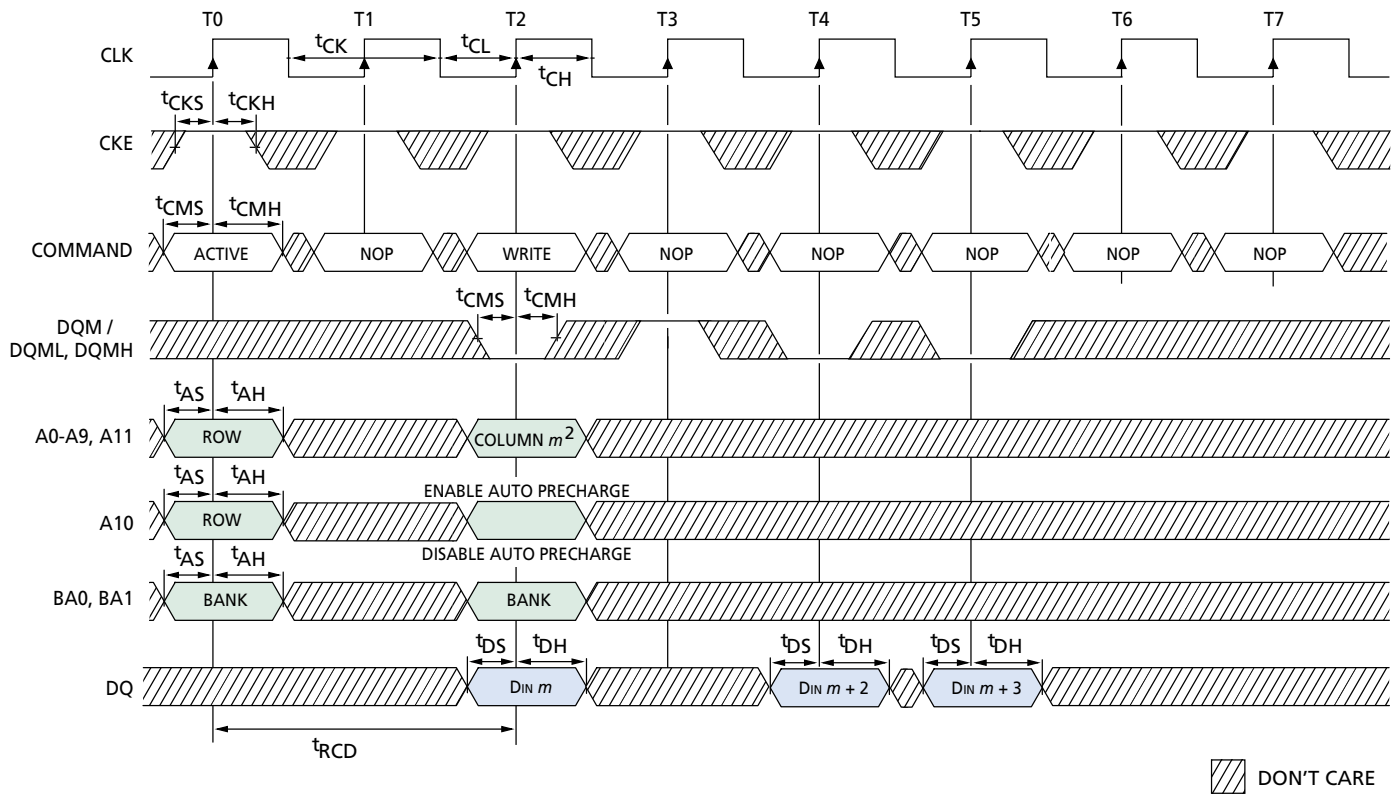 T0 T1 T2 T3 T4 T5 T6 T7
CLK
tCK tCL
tCH
tCKS tCKH
CKE
tCMS tCMH
COMMAND ACTIVE NOP WRITE NOP NOP NOP NOP NOP
tCMS tCMH
DQM /
DQML, DQMH
tAS tAH
A0-A9, A11 ROW COLUMN m2
tAS tAH
ENABLE AUTO PRECHARGE
A10 ROW
DISABLE AUTO PRECHARGE
tAS tAH
BA0, BA1 BANK BANK
tDS tDH tDS tDH tDS tDH
DQ DIN m DIN m + 2 DIN m + 3
tRCD
DON'T CARE